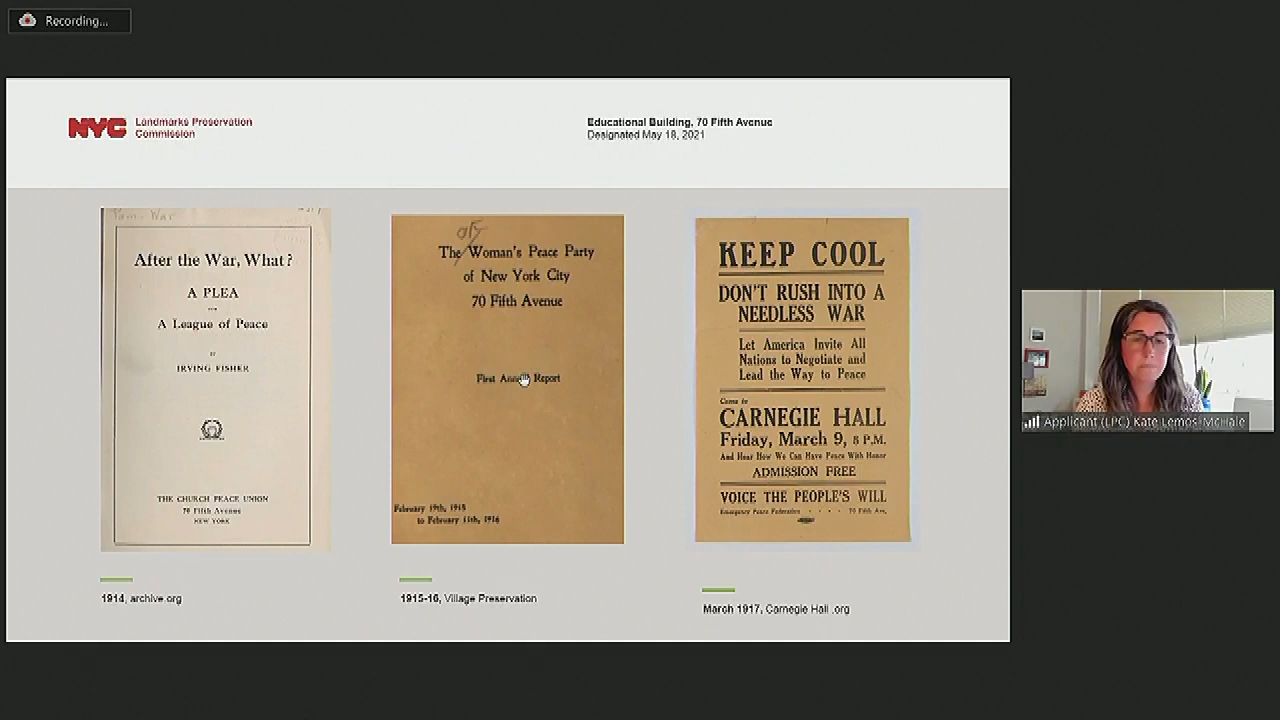 Recording...
NYC
Landmarks Preservation
Commission
Educational Building, 70 Fifth Avenue
Designated May 18, 2021
After the War, What?
A PLEA
A League of Peace
BY
IRVING FISHER
THE CHURCH PEACE UNION
70 Fifth Avenue
NEW YORK
1914, archive.org
The Woman's Peace Party
of New York City
70 Fifth Avenue
First Annual Report
February 19th, 1915
to February 15th, 1916
1915-16, Village Preservation
KEEP COOL
DON'T RUSH INTO A
NEEDLESS WAR
Let America Invite All
Nations to Negotiate and
Lead the Way to Peace
Come to
CARNEGIE HALL
Friday, March 9, 8 P.M.
And Hear How We Can Have Peace With Honor
ADMISSION FREE
VOICE THE PEOPLE'S WILL
Emergency Peace Federation - - - - 70 Fifth Ave.
March 1917, Carnegie Hall .org
Applicant (LPC) Kate Lemos McHale